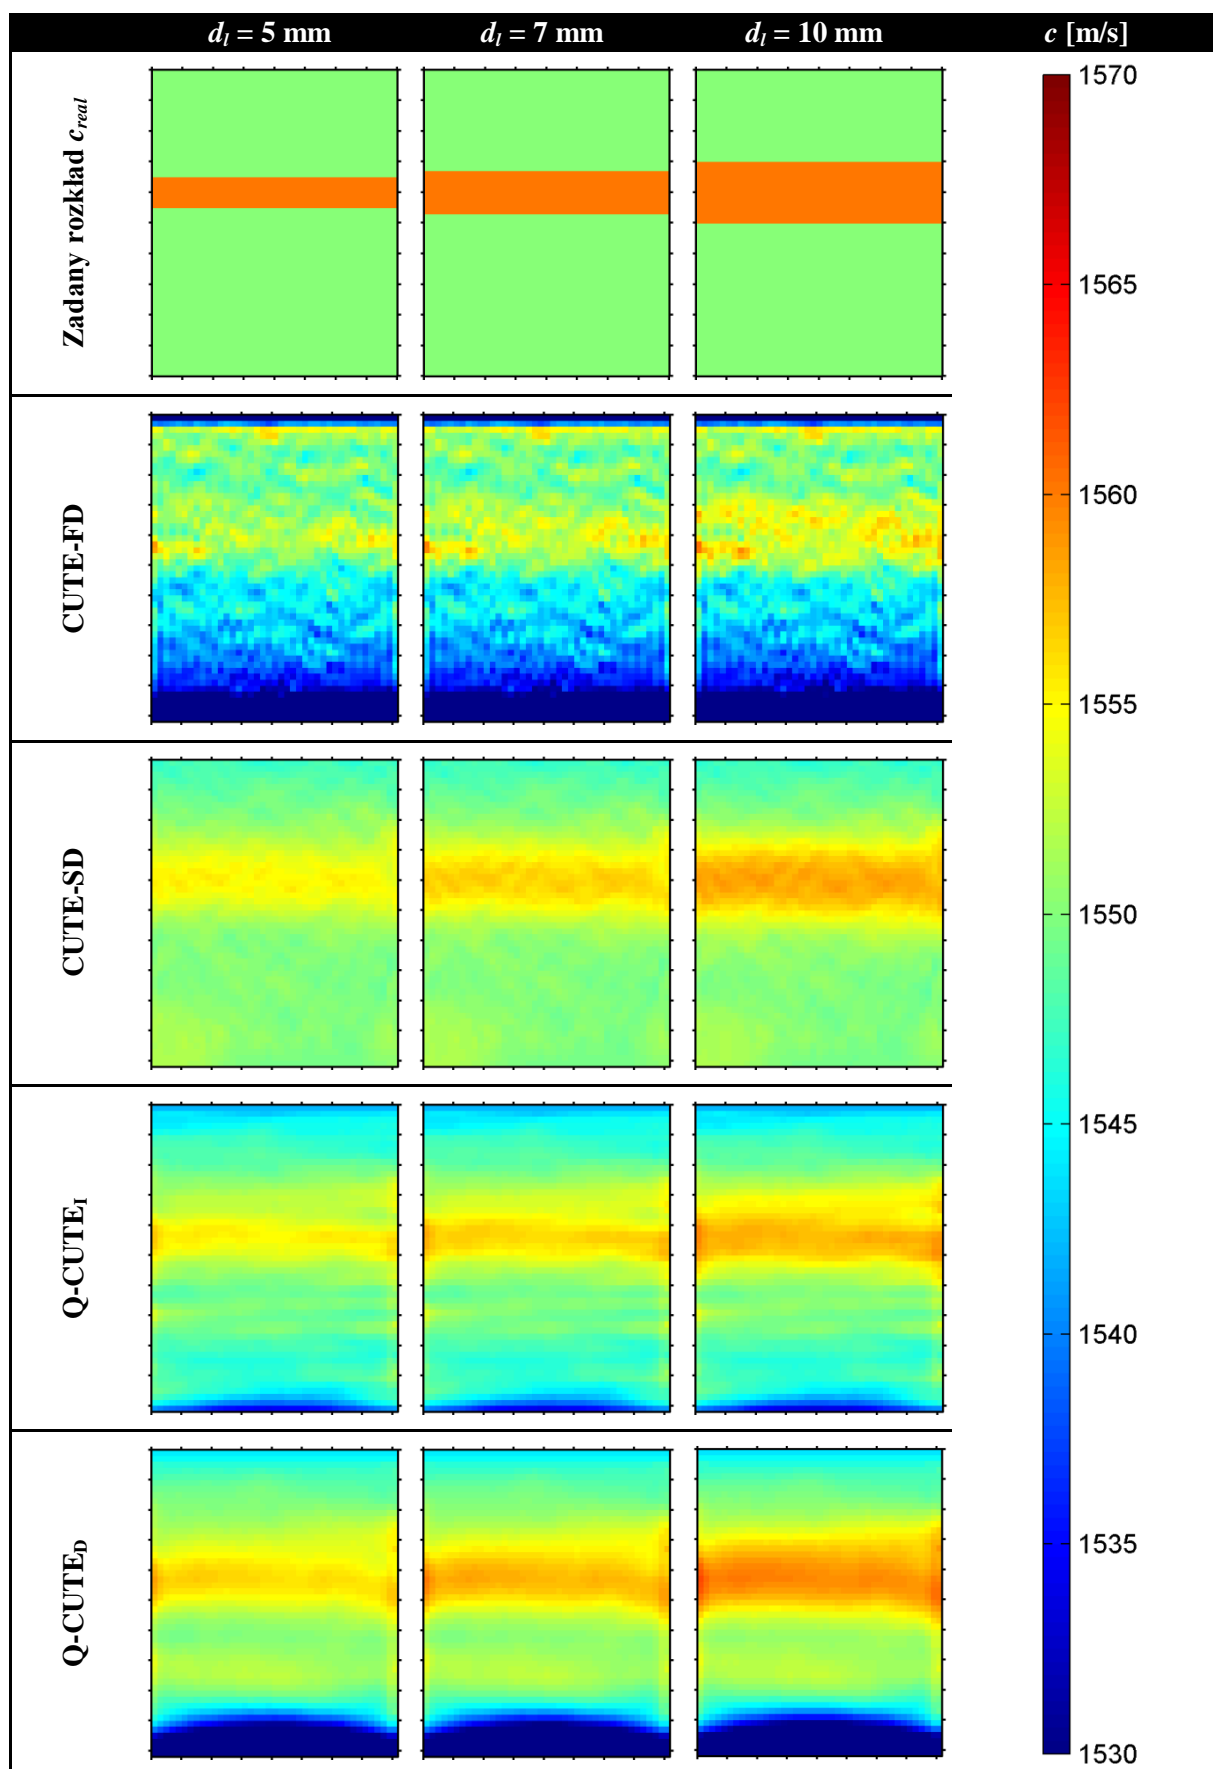 d_l = 5 mm d_l = 7 mm d_l = 10 mm c [m/s]
Zadany rozkład c_real
CUTE-FD
CUTE-SD
Q-CUTE_I
Q-CUTE_D
1570
1565
1560
1555
1550
1545
1540
1535
1530